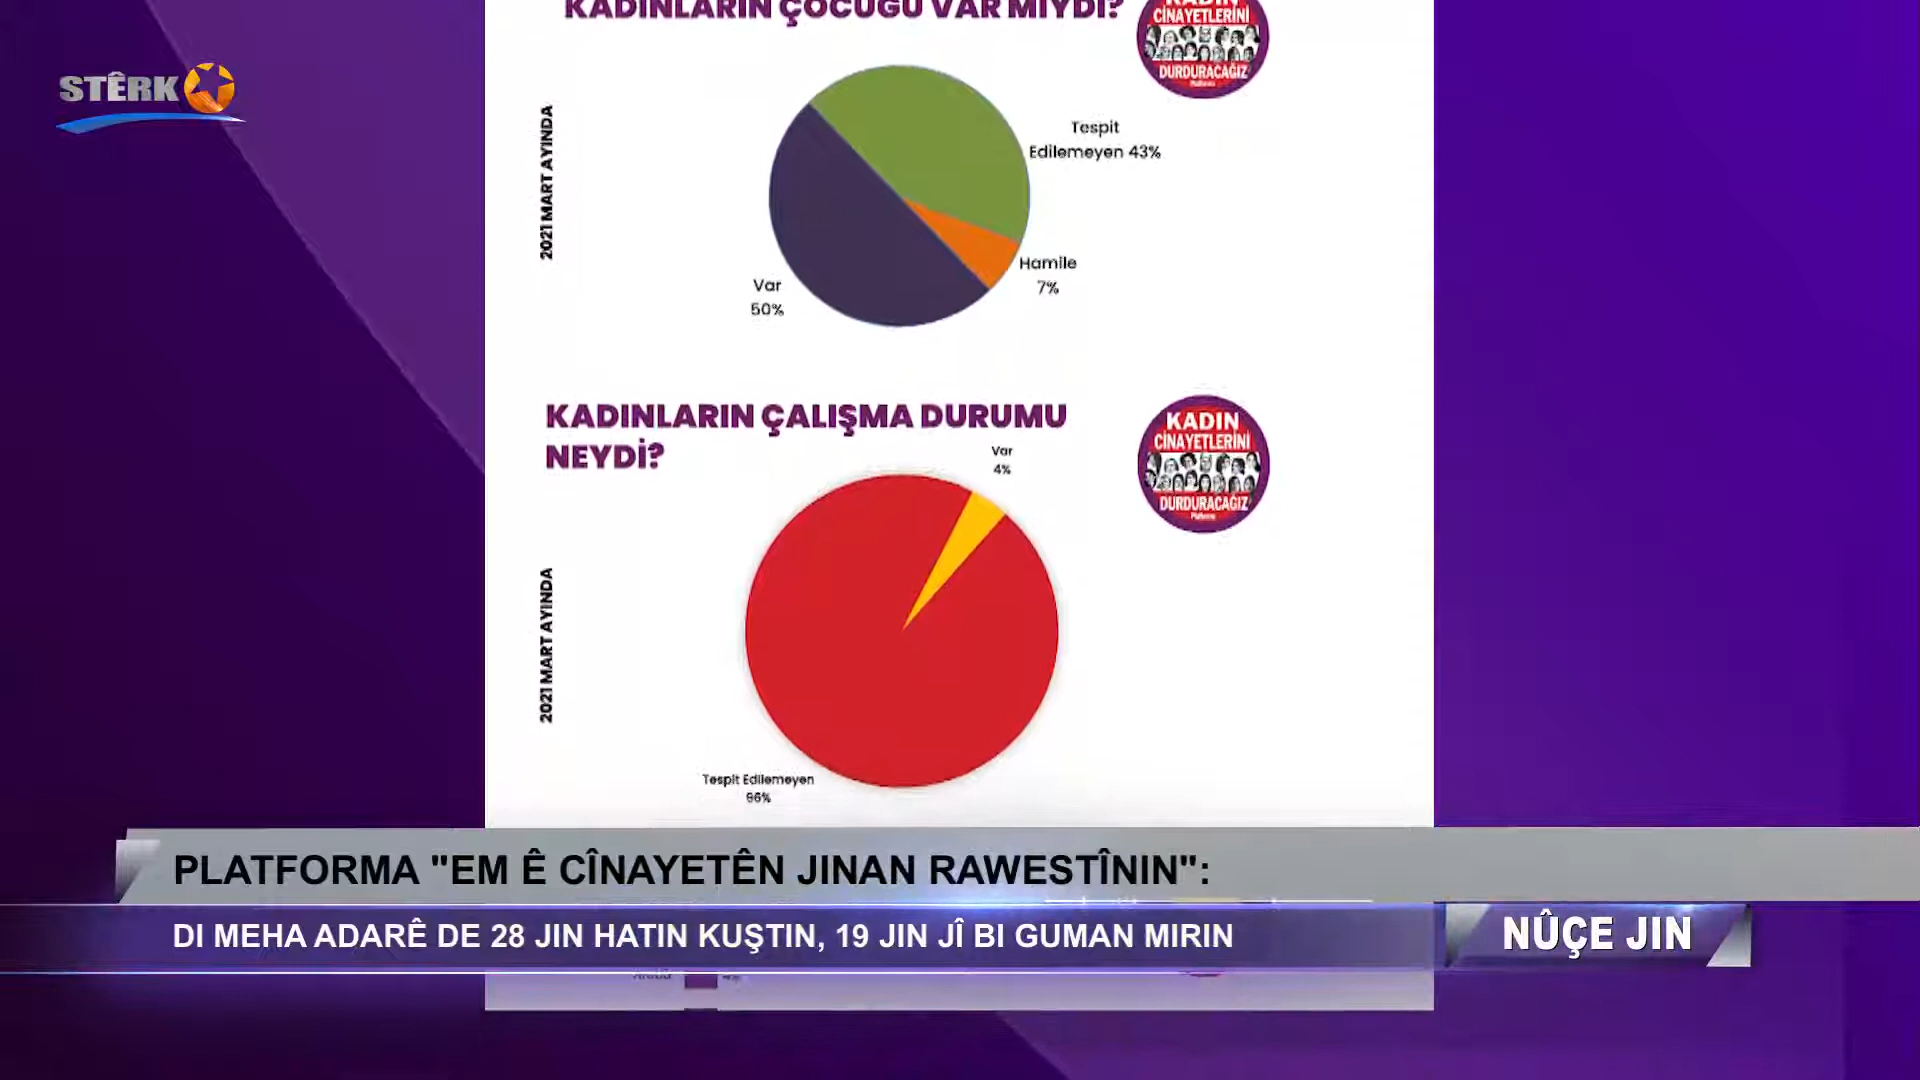 KADINLARIN ÇOCUĞU VAR MIYDI?
KADIN
CİNAYETLERİNİ
DURDURACAĞIZ
Platformu
STÊRK
2021 MART AYINDA
Tespit
Edilemeyen 43%
Hamile
7%
Var
50%
KADINLARIN ÇALIŞMA DURUMU
NEYDİ?
KADIN
CİNAYETLERİNİ
DURDURACAĞIZ
Platformu
Var
4%
2021 MART AYINDA
Tespit Edilemeyen
96%
PLATFORMA "EM Ê CÎNAYETÊN JINAN RAWESTÎNIN":
DI MEHA ADARÊ DE 28 JIN HATIN KUŞTIN, 19 JIN JÎ BI GUMAN MIRIN
NÛÇE JIN